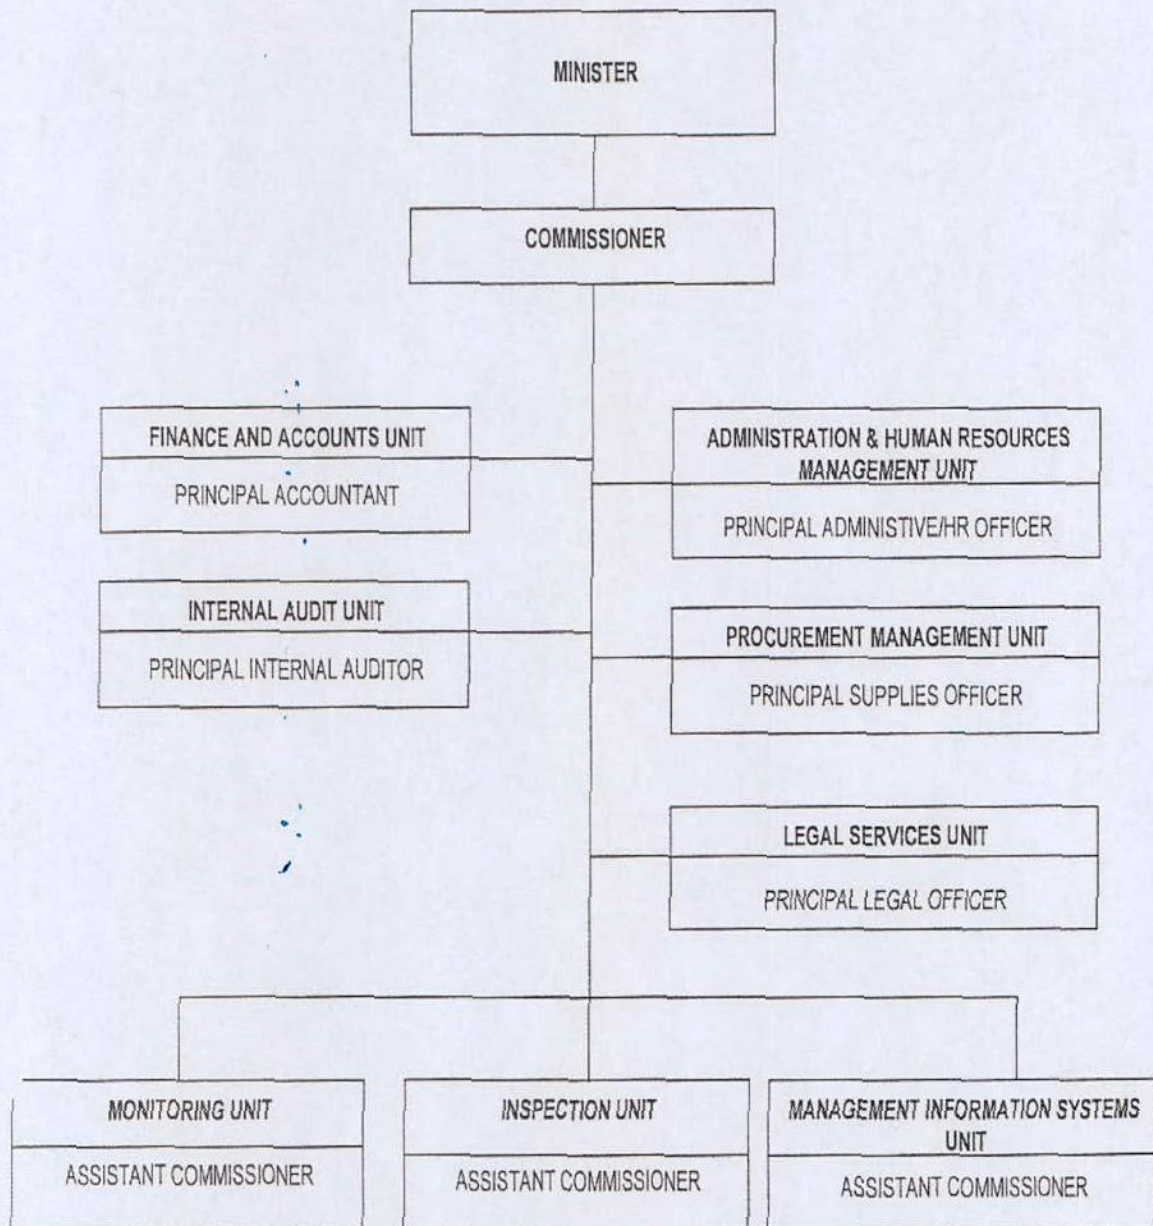 MINISTER
COMMISSIONER
FINANCE AND ACCOUNTS UNIT
PRINCIPAL ACCOUNTANT
ADMINISTRATION & HUMAN RESOURCES
MANAGEMENT UNIT
PRINCIPAL ADMINISTIVE/HR OFFICER
INTERNAL AUDIT UNIT
PRINCIPAL INTERNAL AUDITOR
PROCUREMENT MANAGEMENT UNIT
PRINCIPAL SUPPLIES OFFICER
LEGAL SERVICES UNIT
PRINCIPAL LEGAL OFFICER
MONITORING UNIT
ASSISTANT COMMISSIONER
INSPECTION UNIT
ASSISTANT COMMISSIONER
MANAGEMENT INFORMATION SYSTEMS
UNIT
ASSISTANT COMMISSIONER